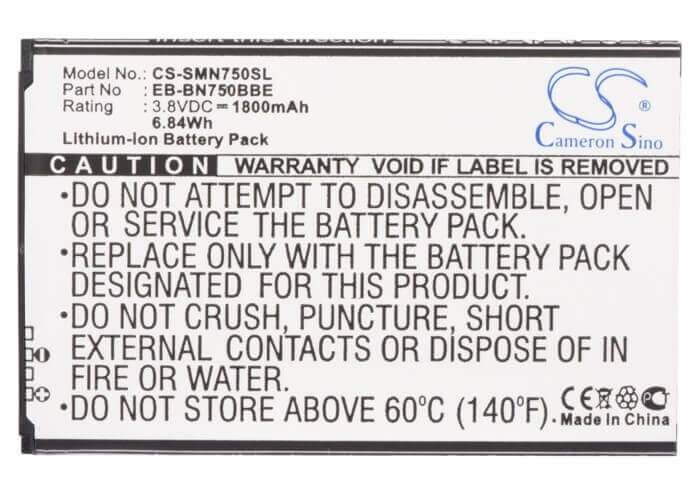 Model No.: CS-SMN750SL
Part No : EB-BN750BBE
Rating : 3.8VDC⎓1800mAh
6.84Wh
Lithium-Ion Battery Pack
CS ®
Cameron Sino
CAUTION WARRANTY VOID IF LABEL IS REMOVED
•DO NOT ATTEMPT TO DISASSEMBLE, OPEN
OR SERVICE THE BATTERY PACK.
•REPLACE ONLY WITH THE BATTERY PACK
SPECIFIED FOR THIS PRODUCT.
•DO NOT CRUSH, PUNCTURE, SHORT
EXTERNAL CONTACTS OR DISPOSE OF IN
FIRE OR WATER.
•DO NOT STORE ABOVE 60°C (140°F).
CE
Made In China